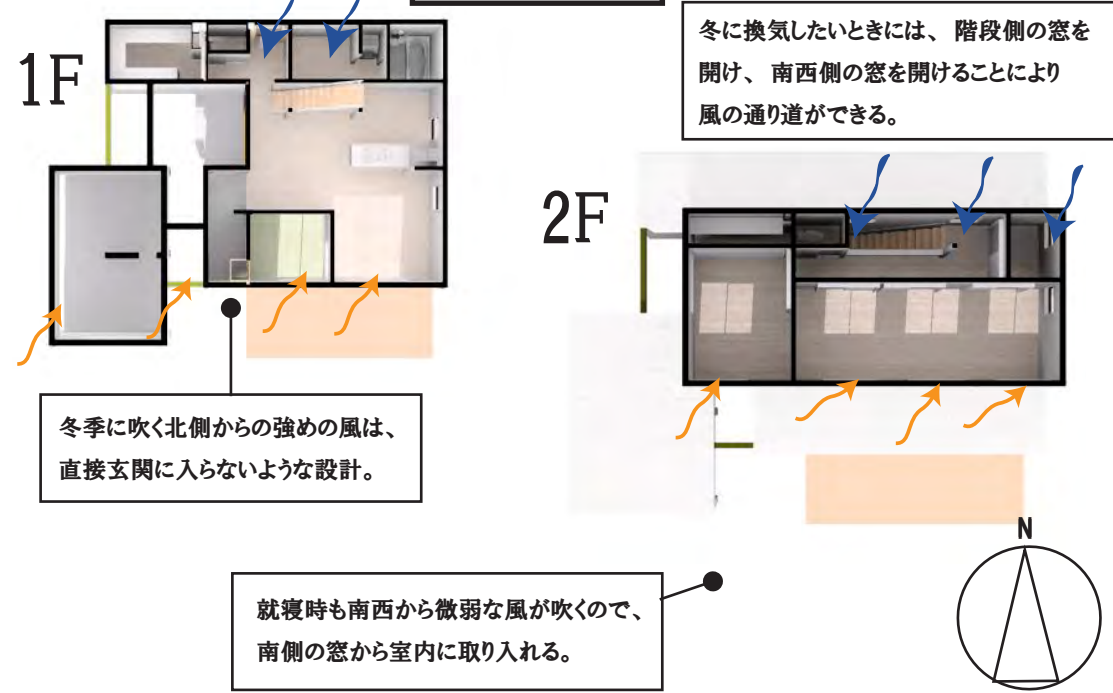 1F
冬に換気したいときには、階段側の窓を
開け、南西側の窓を開けることにより
風の通り道ができる。
2F
冬季に吹く北側からの強めの風は、
直接玄関に入らないような設計。
N
就寝時も南西から微弱な風が吹くので、
南側の窓から室内に取り入れる。